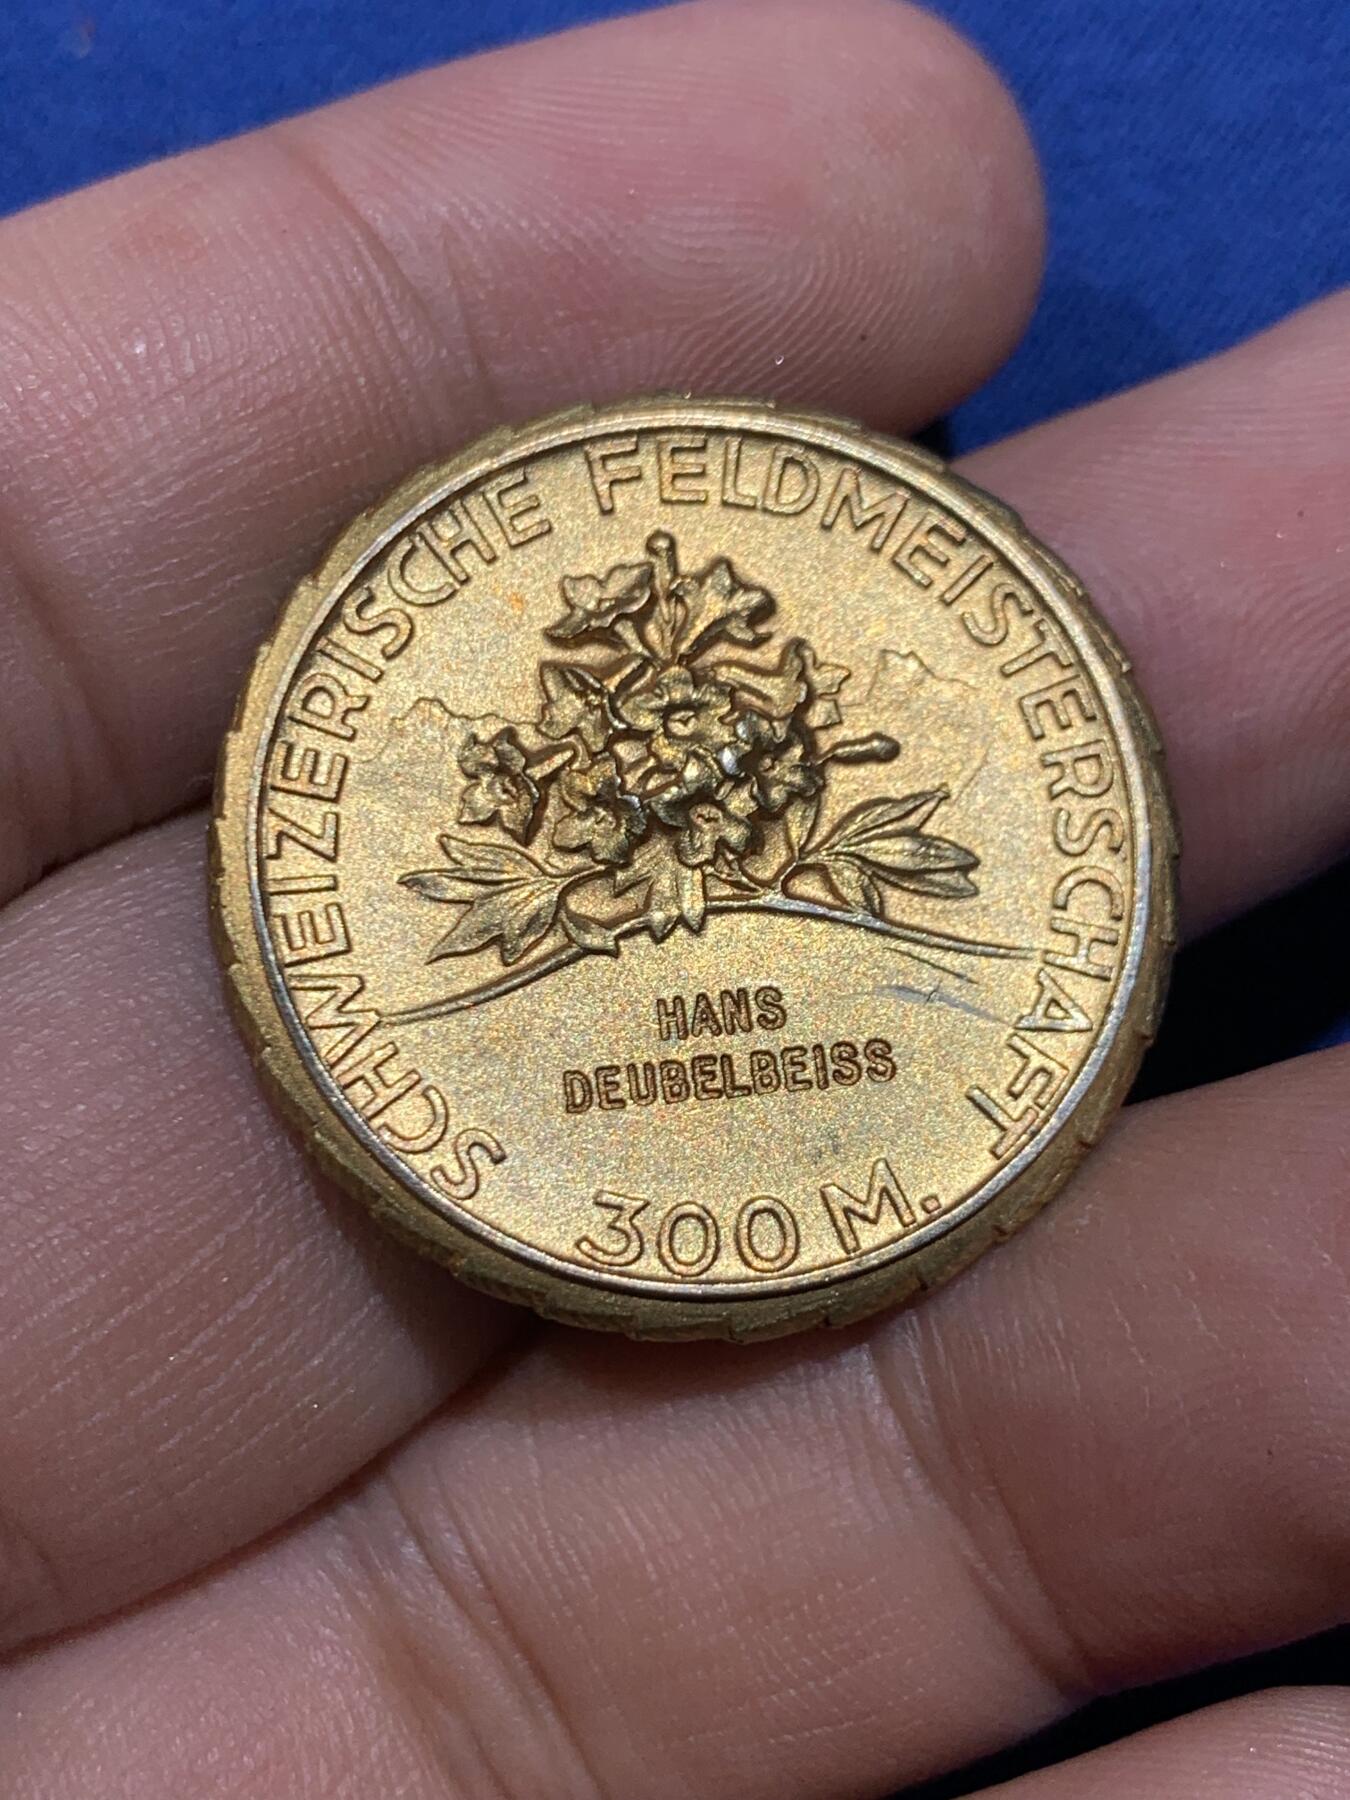 SCHWEIZERISCHE FELDMEISTERSCHAFT
HANS
DEUBELBEISS
300 M.